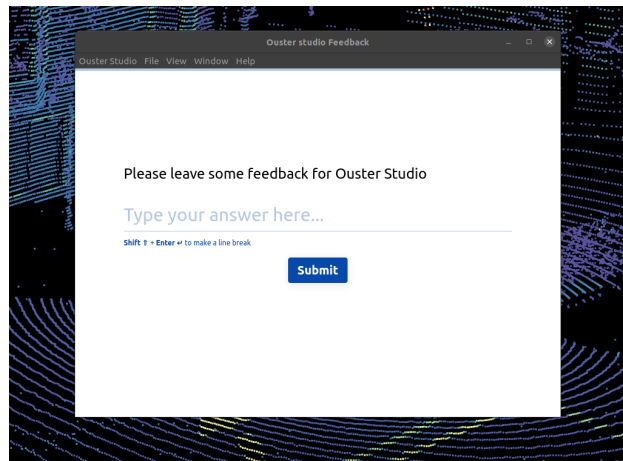 Ouster studio Feedback
Ouster Studio File View Window Help
Please leave some feedback for Ouster Studio
Type your answer here...
Shift ⇧ + Enter ↵ to make a line break
Submit